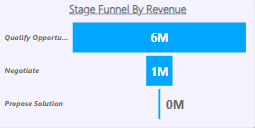 Stage Funnel By Revenue
Qualify Opportu...
6M
Negotiate
1M
Propose Solution
0M